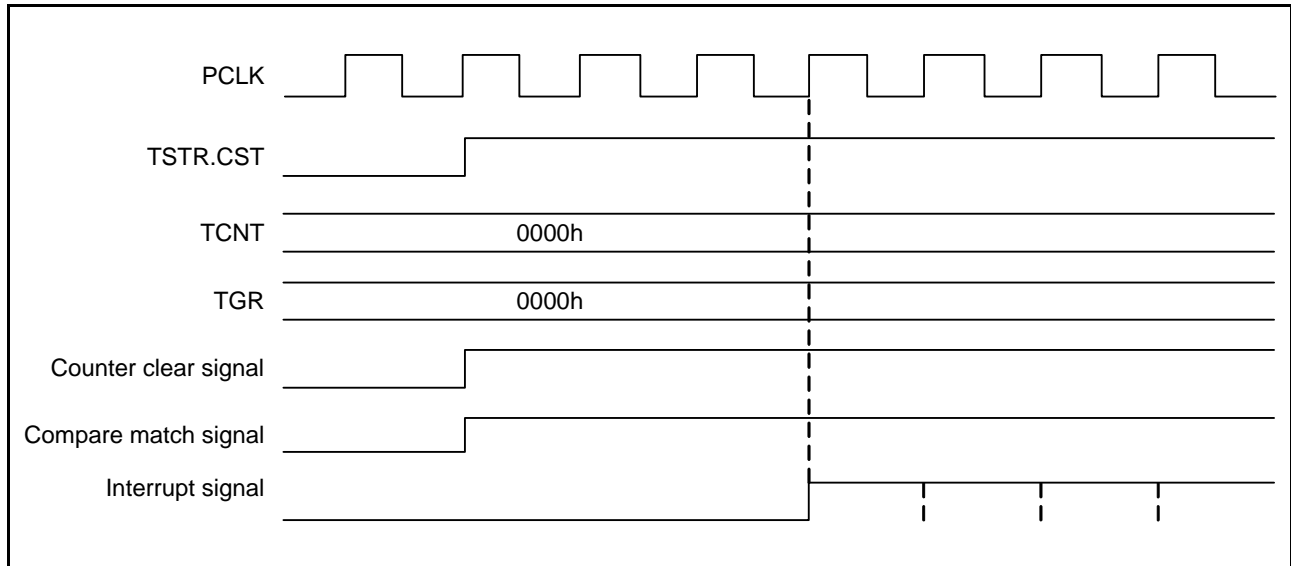 PCLK
TSTR.CST
TCNT 0000h
TGR 0000h
Counter clear signal
Compare match signal
Interrupt signal